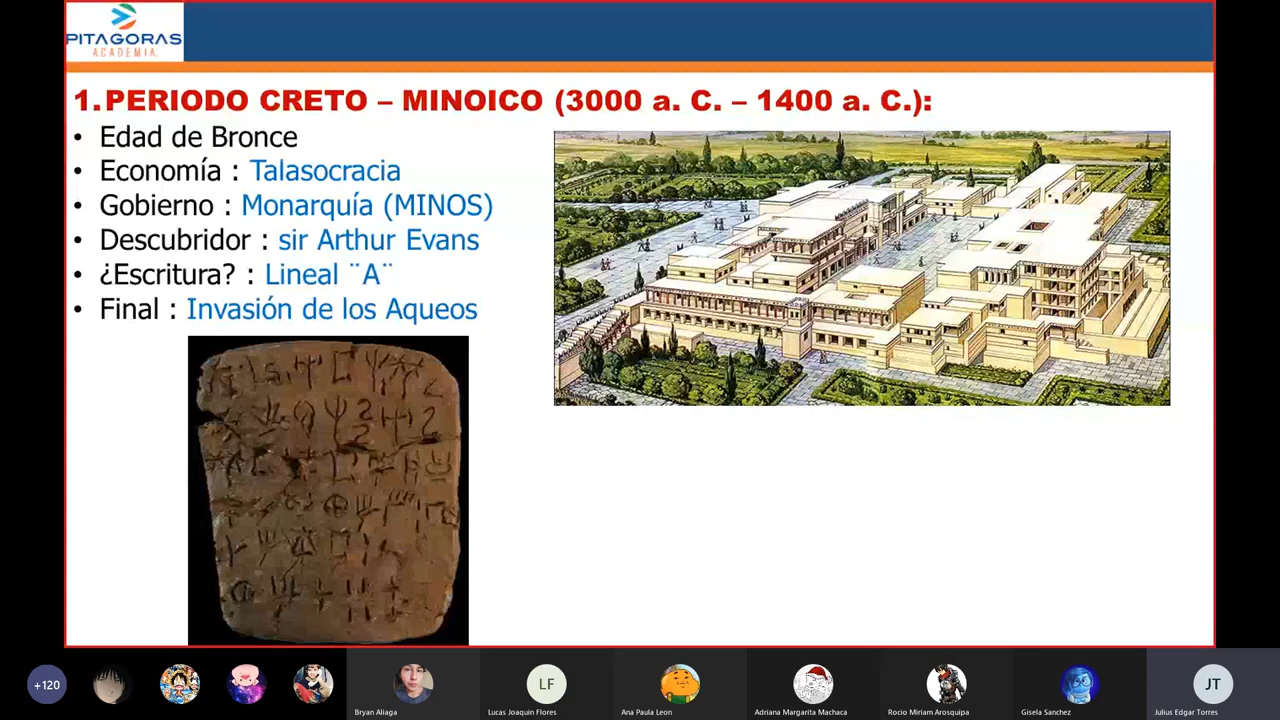 PITAGORAS
ACADEMIA.
1. PERIODO CRETO – MINOICO (3000 a. C. – 1400 a. C.):
• Edad de Bronce
• Economía : Talasocracia
• Gobierno : Monarquía (MINOS)
• Descubridor : sir Arthur Evans
• ¿Escritura? : Lineal ¨A¨
• Final : Invasión de los Aqueos
+120
LF
JT
Bryan Aliaga
Lucas Joaquin Flores
Ana Paula Leon
Adriana Margarita Machaca
Rocio Miriam Arosquipa
Gisela Sanchez
Julius Edgar Torres